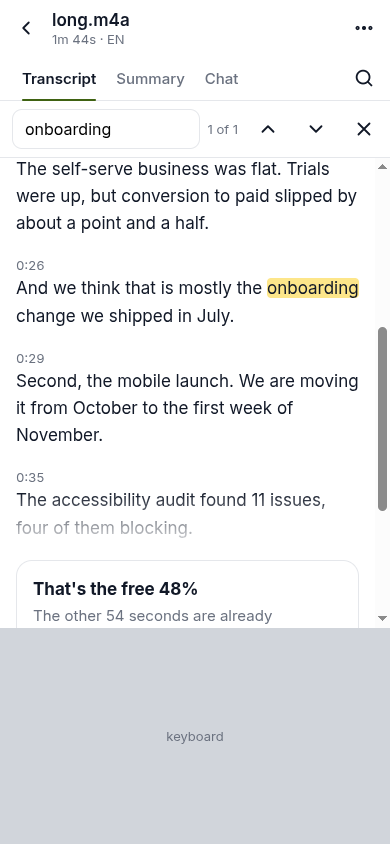 long.m4a
1m 44s · EN
Transcript Summary Chat
onboarding 1 of 1
The self-serve business was flat. Trials
were up, but conversion to paid slipped by
about a point and a half.
0:26
And we think that is mostly the onboarding
change we shipped in July.
0:29
Second, the mobile launch. We are moving
it from October to the first week of
November.
0:35
The accessibility audit found 11 issues,
four of them blocking.
That's the free 48%
The other 54 seconds are already
keyboard